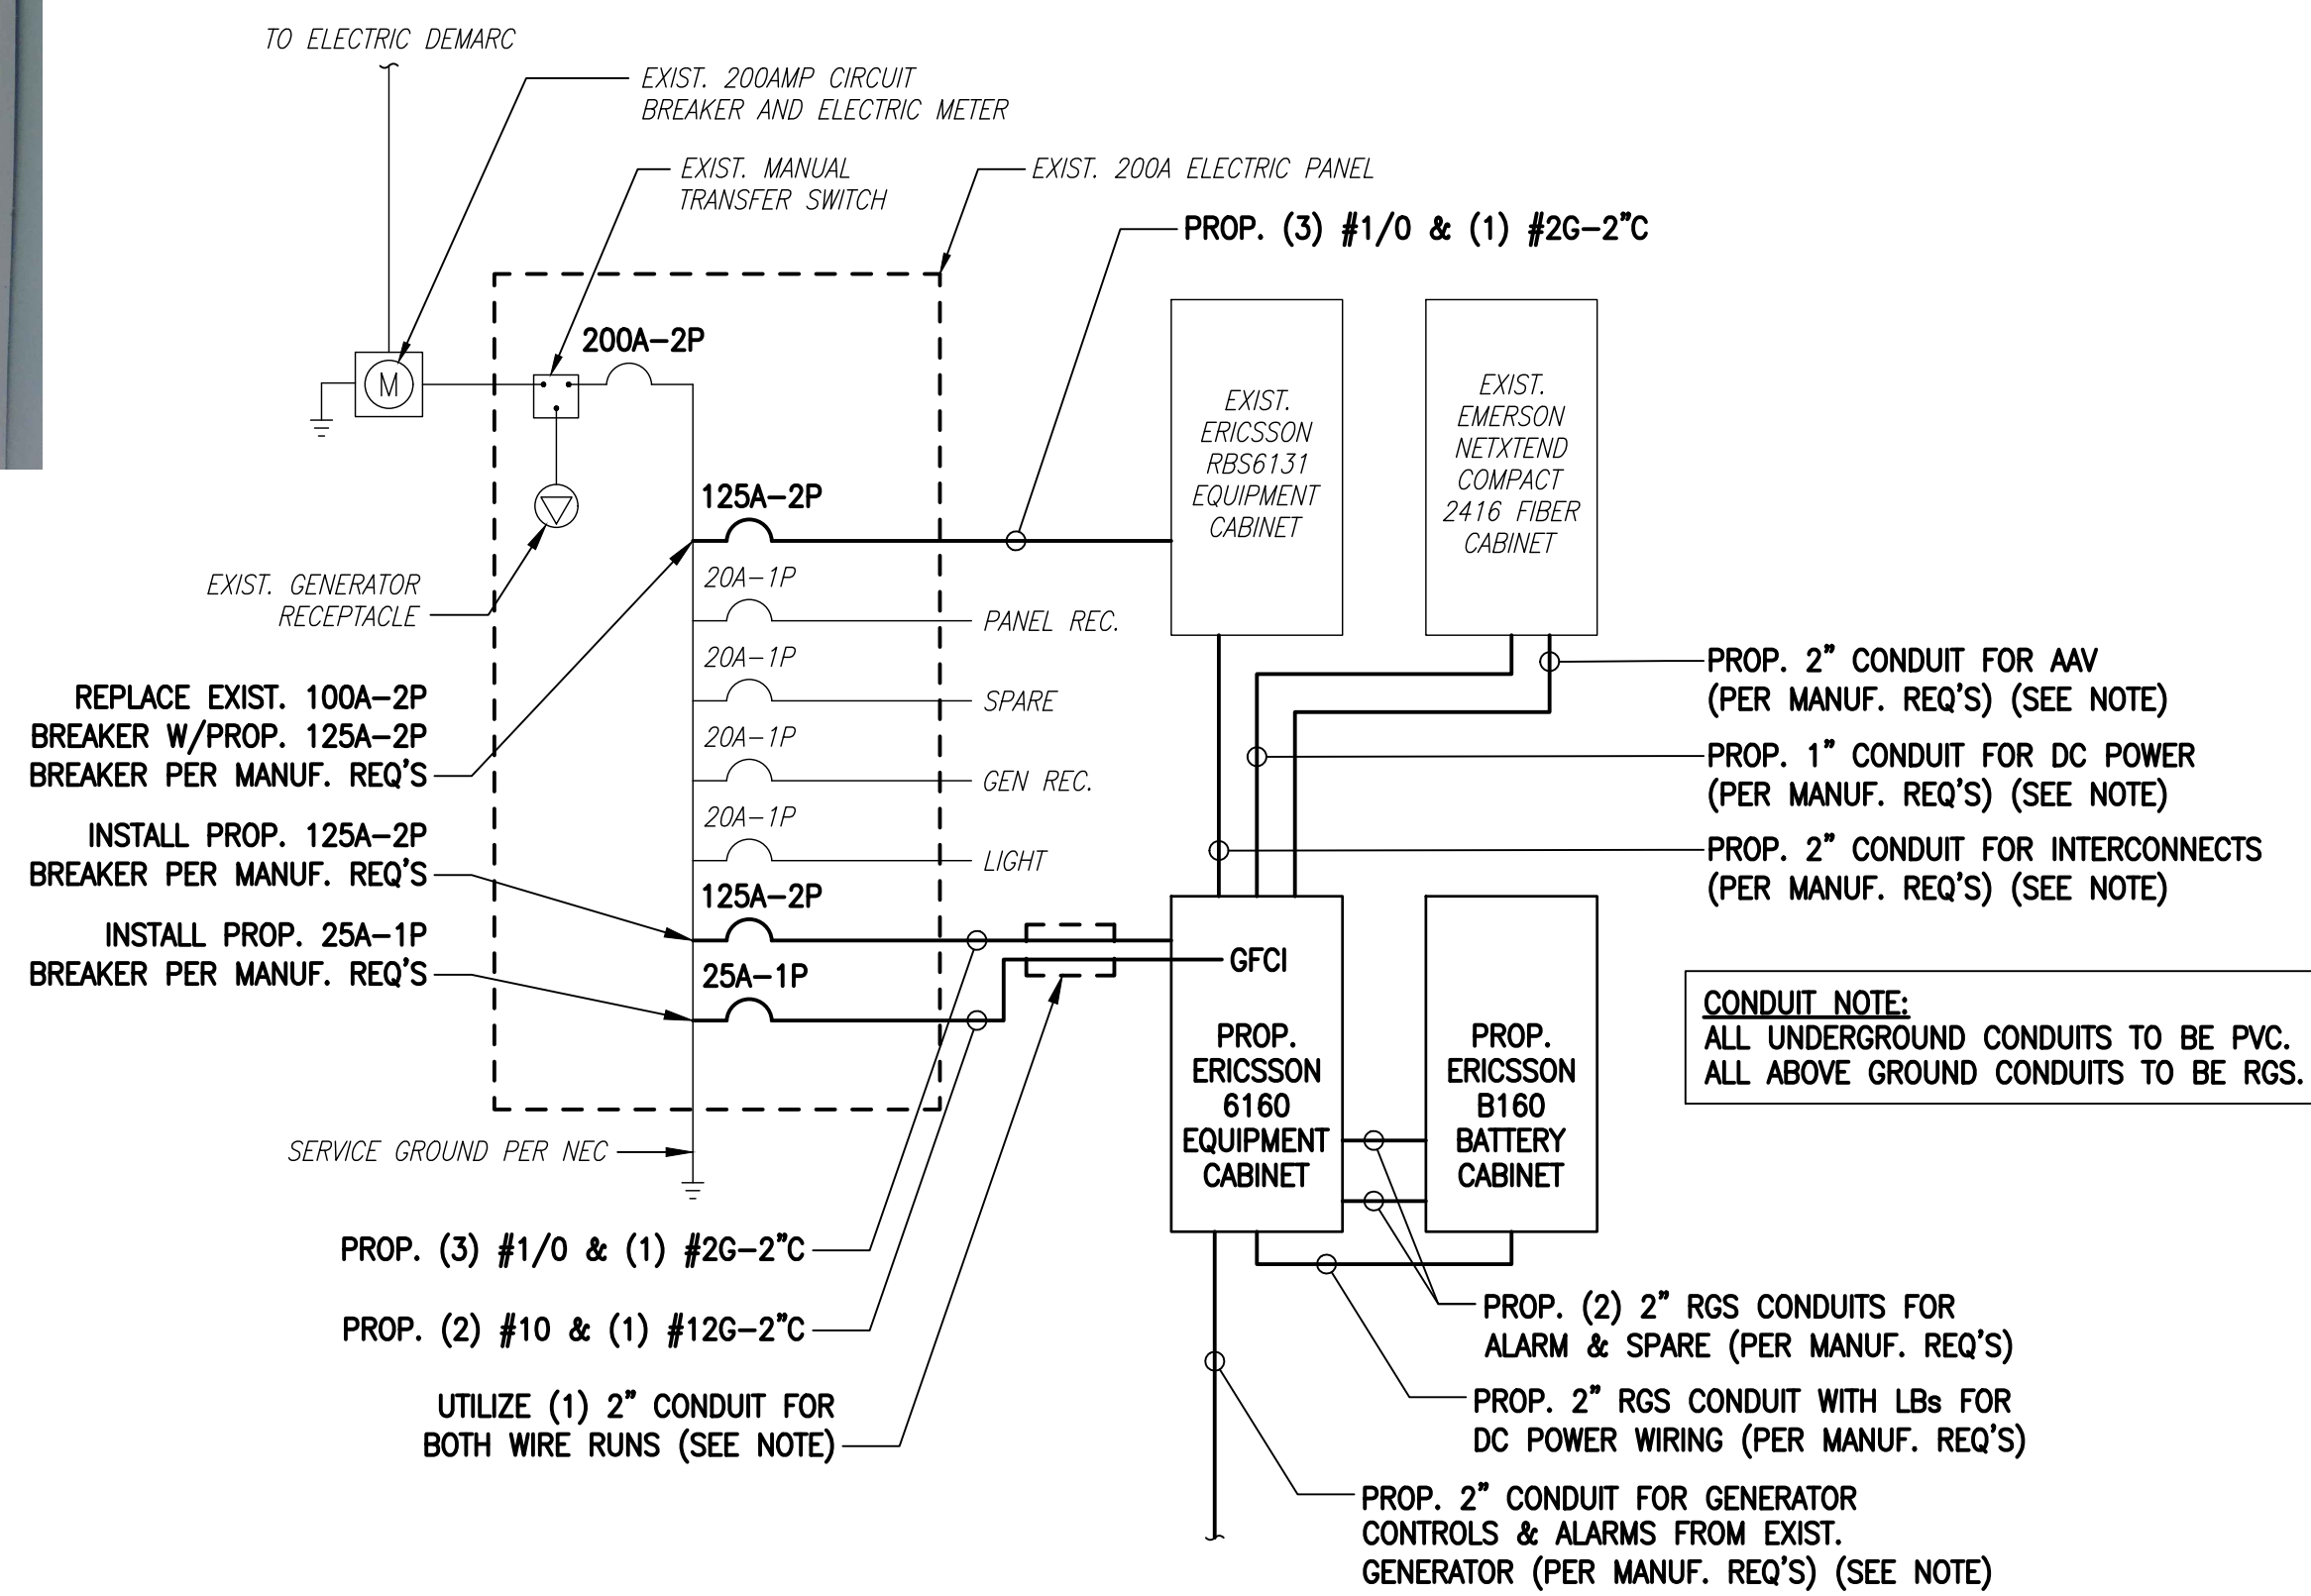 TO ELECTRIC DEMARC
EXIST. 200AMP CIRCUIT
BREAKER AND ELECTRIC METER
EXIST. MANUAL
TRANSFER SWITCH
EXIST. 200A ELECTRIC PANEL
PROP. (3) #1/0 & (1) #2G-2"C
200A-2P
M
EXIST.
ERICSSON
RBS6131
EQUIPMENT
CABINET
EXIST.
EMERSON
NETXTEND
COMPACT
2416 FIBER
CABINET
125A-2P
EXIST. GENERATOR
RECEPTACLE
20A-1P
PANEL REC.
20A-1P
SPARE
20A-1P
GEN REC.
20A-1P
LIGHT
REPLACE EXIST. 100A-2P
BREAKER W/PROP. 125A-2P
BREAKER PER MANUF. REQ'S
INSTALL PROP. 125A-2P
BREAKER PER MANUF. REQ'S
INSTALL PROP. 25A-1P
BREAKER PER MANUF. REQ'S
125A-2P
25A-1P
PROP. 2" CONDUIT FOR AAV
(PER MANUF. REQ'S) (SEE NOTE)
PROP. 1" CONDUIT FOR DC POWER
(PER MANUF. REQ'S) (SEE NOTE)
PROP. 2" CONDUIT FOR INTERCONNECTS
(PER MANUF. REQ'S) (SEE NOTE)
GFCI
PROP.
ERICSSON
6160
EQUIPMENT
CABINET
PROP.
ERICSSON
B160
BATTERY
CABINET
CONDUIT NOTE:
ALL UNDERGROUND CONDUITS TO BE PVC.
ALL ABOVE GROUND CONDUITS TO BE RGS.
SERVICE GROUND PER NEC
PROP. (3) #1/0 & (1) #2G-2"C
PROP. (2) #10 & (1) #12G-2"C
UTILIZE (1) 2" CONDUIT FOR
BOTH WIRE RUNS (SEE NOTE)
PROP. (2) 2" RGS CONDUITS FOR
ALARM & SPARE (PER MANUF. REQ'S)
PROP. 2" RGS CONDUIT WITH LBs FOR
DC POWER WIRING (PER MANUF. REQ'S)
PROP. 2" CONDUIT FOR GENERATOR
CONTROLS & ALARMS FROM EXIST.
GENERATOR (PER MANUF. REQ'S) (SEE NOTE)